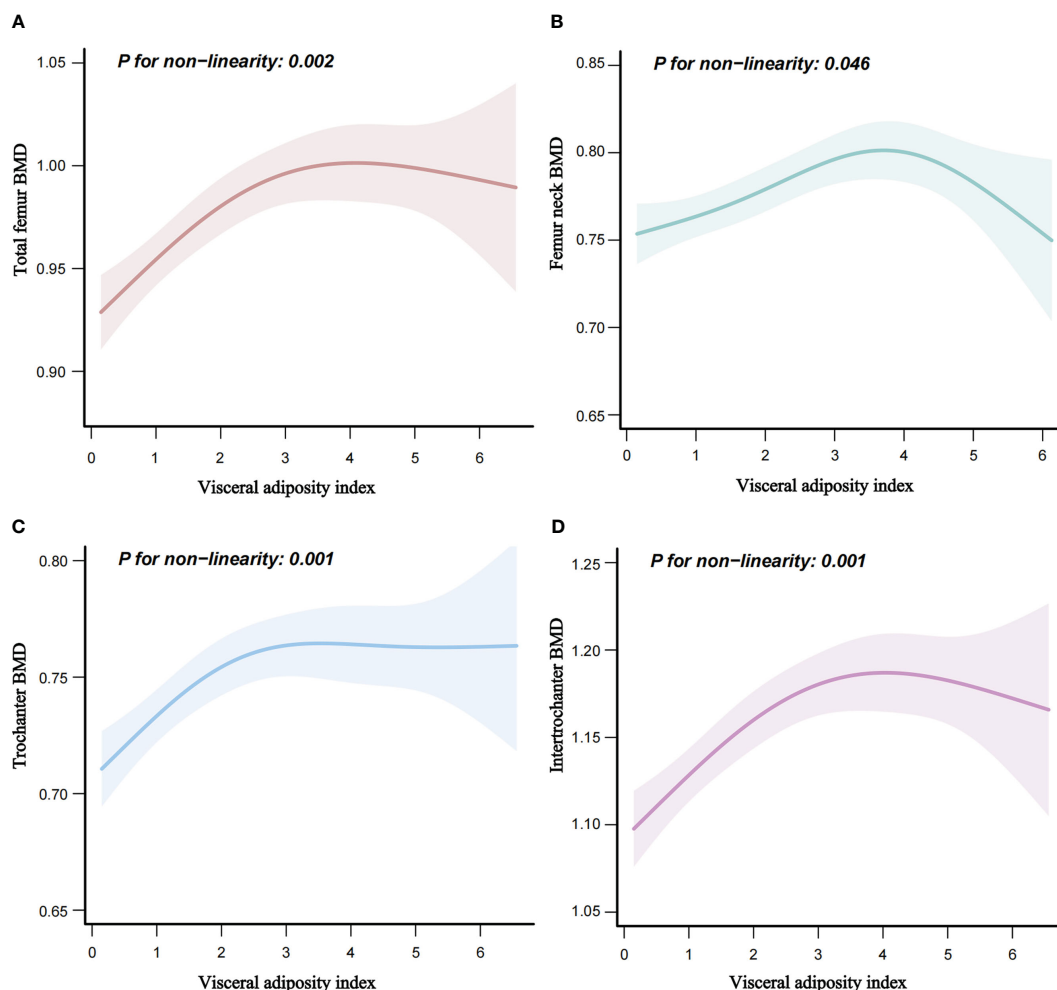 A
P for non−linearity: 0.002
1.05
1.00
0.95
0.90
Total femur BMD
0 1 2 3 4 5 6
Visceral adiposity index
B
P for non−linearity: 0.046
0.85
0.80
0.75
0.70
0.65
Femur neck BMD
0 1 2 3 4 5 6
Visceral adiposity index
C
P for non−linearity: 0.001
0.80
0.75
0.70
0.65
Trochanter BMD
0 1 2 3 4 5 6
Visceral adiposity index
D
P for non−linearity: 0.001
1.25
1.20
1.15
1.10
1.05
Intertrochanter BMD
0 1 2 3 4 5 6
Visceral adiposity index